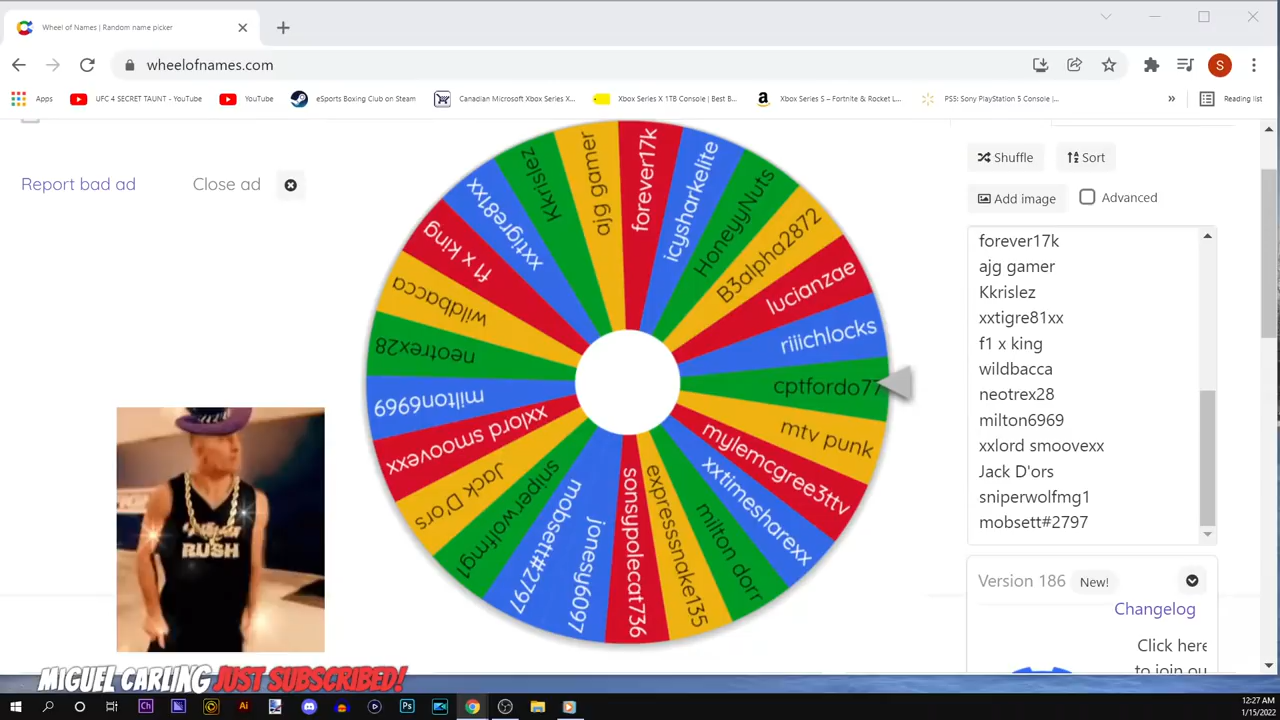 Wheel of Names | Random name picker
wheelofnames.com
S
Apps
UFC 4 SECRET TAUNT - YouTube
YouTube
eSports Boxing Club on Steam
Canadian Microsoft Xbox Series X...
Xbox Series X 1TB Console | Best B...
Xbox Series S – Fortnite & Rocket L...
PS5: Sony PlayStation 5 Console |...
»
Reading list
Report bad ad
Close ad
forever17k
icysharkelite
HoneyyNuts
B3alpha2872
lucianzae
riiichlocks
cptfordo77
mtv punk
mylemcgree3ttv
xxtimesharexx
milton dorr
expresssnake135
sonsypolecat736
jonesy6097
mobsett#2797
sniperwolfmg1
Jack D'ors
xxlord smoovexx
milton6969
neotrex28
wildbacca
f1 x king
xxtigre81xx
Kkrislez
ajg gamer
Shuffle
Sort
Add image
Advanced
forever17k
ajg gamer
Kkrislez
xxtigre81xx
f1 x king
wildbacca
neotrex28
milton6969
xxlord smoovexx
Jack D'ors
sniperwolfmg1
mobsett#2797
Version 186
New!
Changelog
Click here
to join ou
RUSH
MIGUEL CARLING JUST SUBSCRIBED!
Ch
Ai
Ps
12:27 AM
1/15/2022